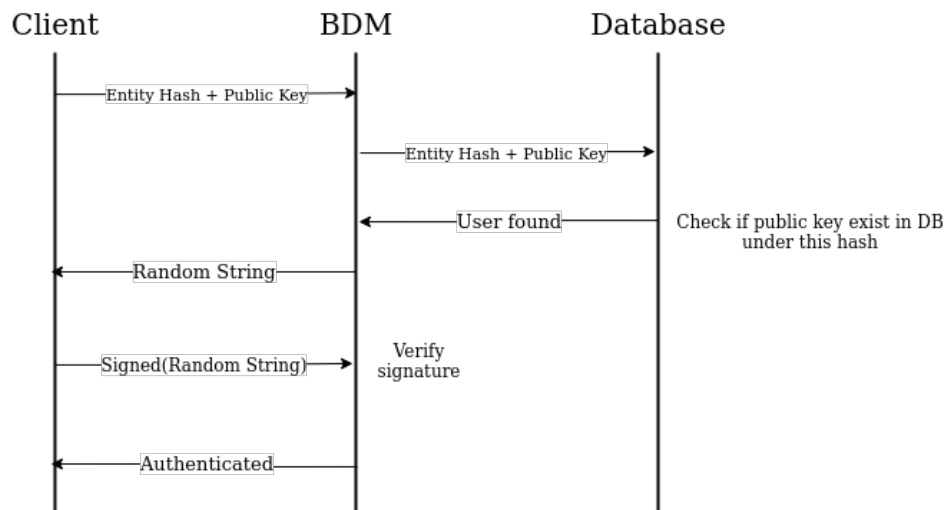 Client
BDM
Database
Entity Hash + Public Key
Entity Hash + Public Key
User found
Check if public key exist in DB
under this hash
Random String
Signed(Random String)
Verify
signature
Authenticated